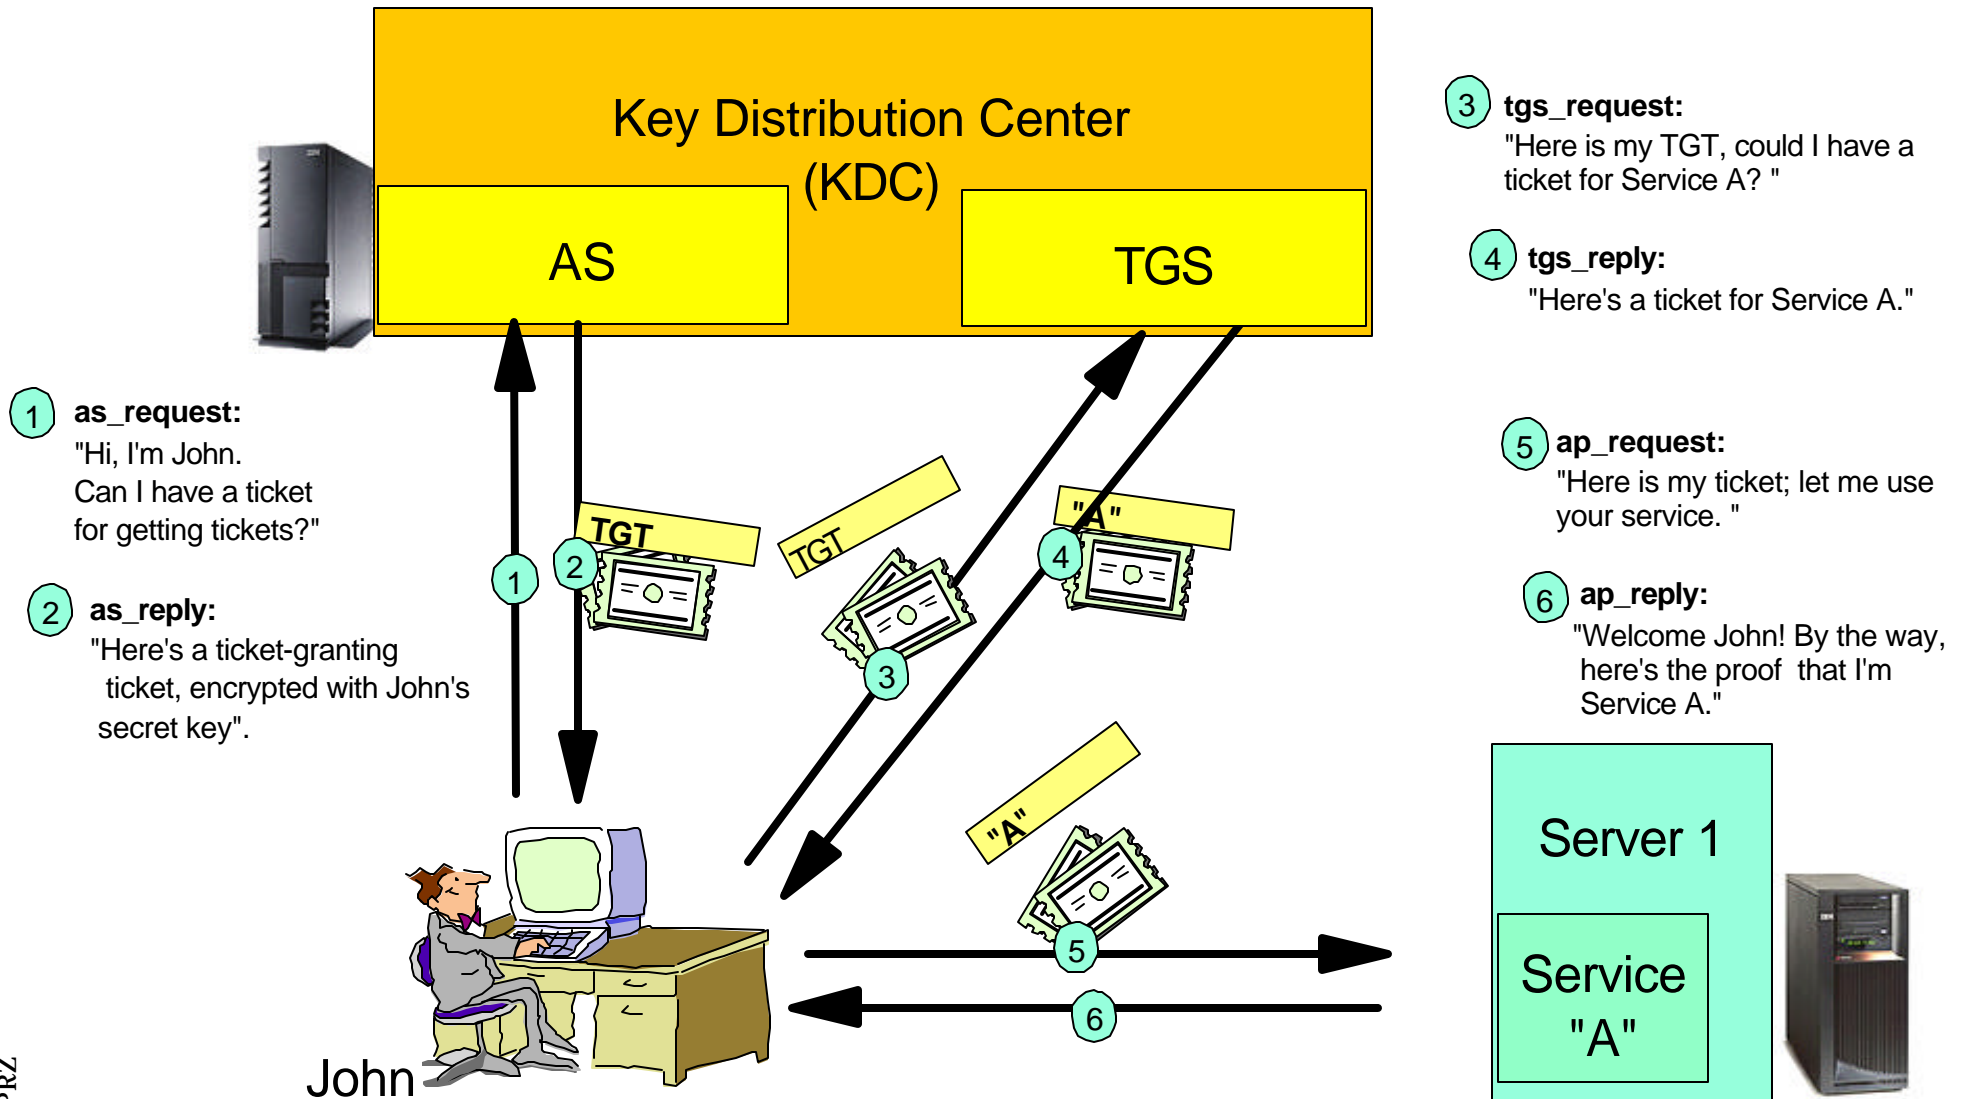 Key Distribution Center
(KDC)
AS
TGS
1
as_request:
"Hi, I'm John.
Can I have a ticket
for getting tickets?"
2
as_reply:
"Here's a ticket-granting
ticket, encrypted with John's
secret key".
3
tgs_request:
"Here is my TGT, could I have a
ticket for Service A? "
4
tgs_reply:
"Here's a ticket for Service A."
5
ap_request:
"Here is my ticket; let me use
your service. "
6
ap_reply:
"Welcome John! By the way,
here's the proof that I'm
Service A."
1
2
TGT
TGT
3
"A"
4
"A"
5
6
John
Server 1
Service
"A"
IBM